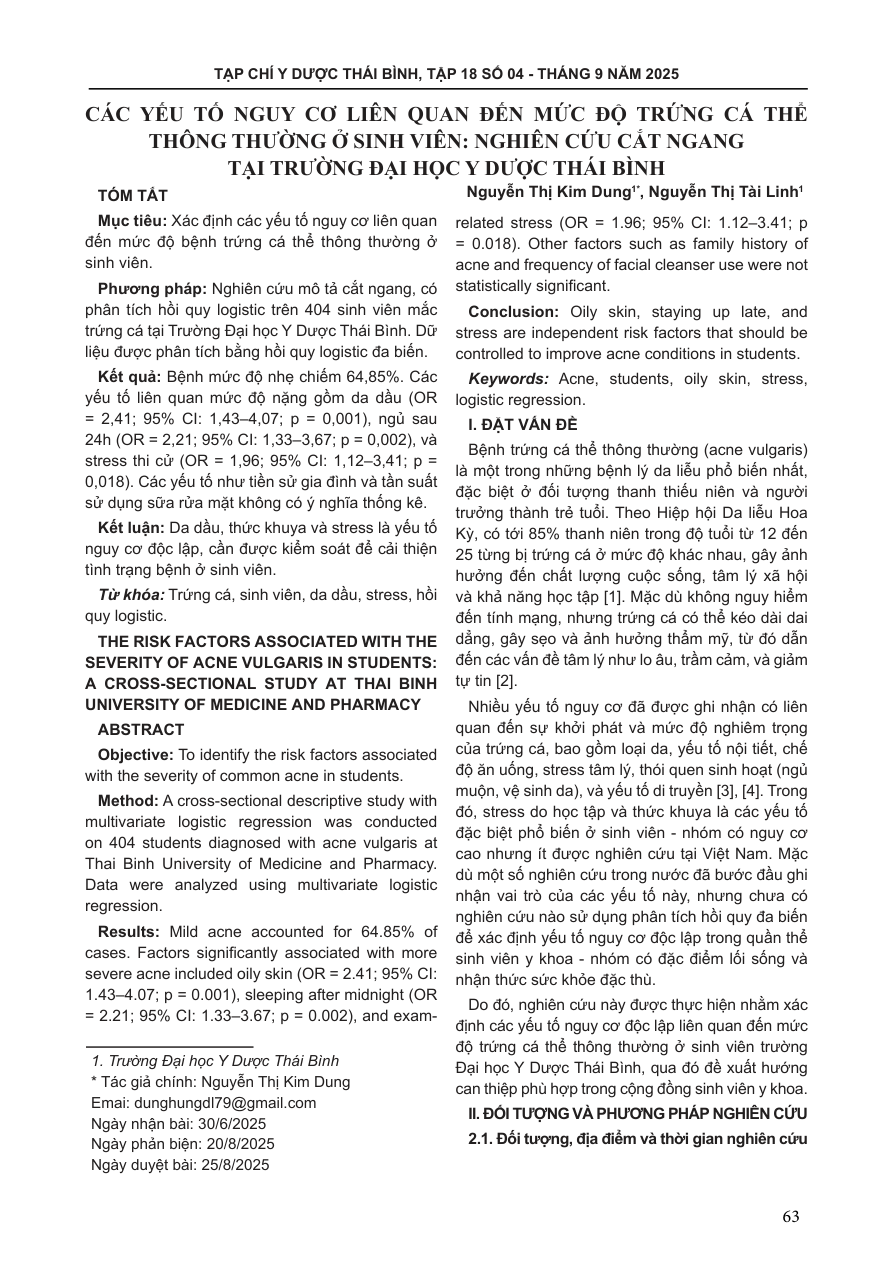 TẠP CHÍ Y DƯỢC THÁI BÌNH, TẬP 18 SỐ 04 - THÁNG 9 NĂM 2025
CÁC YẾU TỐ NGUY CƠ LIÊN QUAN ĐẾN MỨC ĐỘ TRỨNG CÁ THỂ
THÔNG THƯỜNG Ở SINH VIÊN: NGHIÊN CỨU CẮT NGANG
TẠI TRƯỜNG ĐẠI HỌC Y DƯỢC THÁI BÌNH
Nguyễn Thị Kim Dung¹*, Nguyễn Thị Tài Linh¹
TÓM TẮT
Mục tiêu: Xác định các yếu tố nguy cơ liên quan
đến mức độ bệnh trứng cá thể thông thường ở
sinh viên.
Phương pháp: Nghiên cứu mô tả cắt ngang, có
phân tích hồi quy logistic trên 404 sinh viên mắc
trứng cá tại Trường Đại học Y Dược Thái Bình. Dữ
liệu được phân tích bằng hồi quy logistic đa biến.
Kết quả: Bệnh mức độ nhẹ chiếm 64,85%. Các
yếu tố liên quan mức độ nặng gồm da dầu (OR
= 2,41; 95% CI: 1,43–4,07; p = 0,001), ngủ sau
24h (OR = 2,21; 95% CI: 1,33–3,67; p = 0,002), và
stress thi cử (OR = 1,96; 95% CI: 1,12–3,41; p =
0,018). Các yếu tố như tiền sử gia đình và tần suất
sử dụng sữa rửa mặt không có ý nghĩa thống kê.
Kết luận: Da dầu, thức khuya và stress là yếu tố
nguy cơ độc lập, cần được kiểm soát để cải thiện
tình trạng bệnh ở sinh viên.
Từ khóa: Trứng cá, sinh viên, da dầu, stress, hồi
quy logistic.
THE RISK FACTORS ASSOCIATED WITH THE
SEVERITY OF ACNE VULGARIS IN STUDENTS:
A CROSS-SECTIONAL STUDY AT THAI BINH
UNIVERSITY OF MEDICINE AND PHARMACY
ABSTRACT
Objective: To identify the risk factors associated
with the severity of common acne in students.
Method: A cross-sectional descriptive study with
multivariate logistic regression was conducted
on 404 students diagnosed with acne vulgaris at
Thai Binh University of Medicine and Pharmacy.
Data were analyzed using multivariate logistic
regression.
Results: Mild acne accounted for 64.85% of
cases. Factors significantly associated with more
severe acne included oily skin (OR = 2.41; 95% CI:
1.43–4.07; p = 0.001), sleeping after midnight (OR
= 2.21; 95% CI: 1.33–3.67; p = 0.002), and exam-
1. Trường Đại học Y Dược Thái Bình
* Tác giả chính: Nguyễn Thị Kim Dung
Emai: dunghungdl79@gmail.com
Ngày nhận bài: 30/6/2025
Ngày phản biện: 20/8/2025
Ngày duyệt bài: 25/8/2025
related stress (OR = 1.96; 95% CI: 1.12–3.41; p
= 0.018). Other factors such as family history of
acne and frequency of facial cleanser use were not
statistically significant.
Conclusion: Oily skin, staying up late, and
stress are independent risk factors that should be
controlled to improve acne conditions in students.
Keywords: Acne, students, oily skin, stress,
logistic regression.
I. ĐẶT VẤN ĐỀ
Bệnh trứng cá thể thông thường (acne vulgaris)
là một trong những bệnh lý da liễu phổ biến nhất,
đặc biệt ở đối tượng thanh thiếu niên và người
trưởng thành trẻ tuổi. Theo Hiệp hội Da liễu Hoa
Kỳ, có tới 85% thanh niên trong độ tuổi từ 12 đến
25 từng bị trứng cá ở mức độ khác nhau, gây ảnh
hưởng đến chất lượng cuộc sống, tâm lý xã hội
và khả năng học tập [1]. Mặc dù không nguy hiểm
đến tính mạng, nhưng trứng cá có thể kéo dài dai
dẳng, gây sẹo và ảnh hưởng thẩm mỹ, từ đó dẫn
đến các vấn đề tâm lý như lo âu, trầm cảm, và giảm
tự tin [2].
Nhiều yếu tố nguy cơ đã được ghi nhận có liên
quan đến sự khởi phát và mức độ nghiêm trọng
của trứng cá, bao gồm loại da, yếu tố nội tiết, chế
độ ăn uống, stress tâm lý, thói quen sinh hoạt (ngủ
muộn, vệ sinh da), và yếu tố di truyền [3], [4]. Trong
đó, stress do học tập và thức khuya là các yếu tố
đặc biệt phổ biến ở sinh viên - nhóm có nguy cơ
cao nhưng ít được nghiên cứu tại Việt Nam. Mặc
dù một số nghiên cứu trong nước đã bước đầu ghi
nhận vai trò của các yếu tố này, nhưng chưa có
nghiên cứu nào sử dụng phân tích hồi quy đa biến
để xác định yếu tố nguy cơ độc lập trong quần thể
sinh viên y khoa - nhóm có đặc điểm lối sống và
nhận thức sức khỏe đặc thù.
Do đó, nghiên cứu này được thực hiện nhằm xác
định các yếu tố nguy cơ độc lập liên quan đến mức
độ trứng cá thể thông thường ở sinh viên trường
Đại học Y Dược Thái Bình, qua đó đề xuất hướng
can thiệp phù hợp trong cộng đồng sinh viên y khoa.
II. ĐỐI TƯỢNG VÀ PHƯƠNG PHÁP NGHIÊN CỨU
2.1. Đối tượng, địa điểm và thời gian nghiên cứu
63